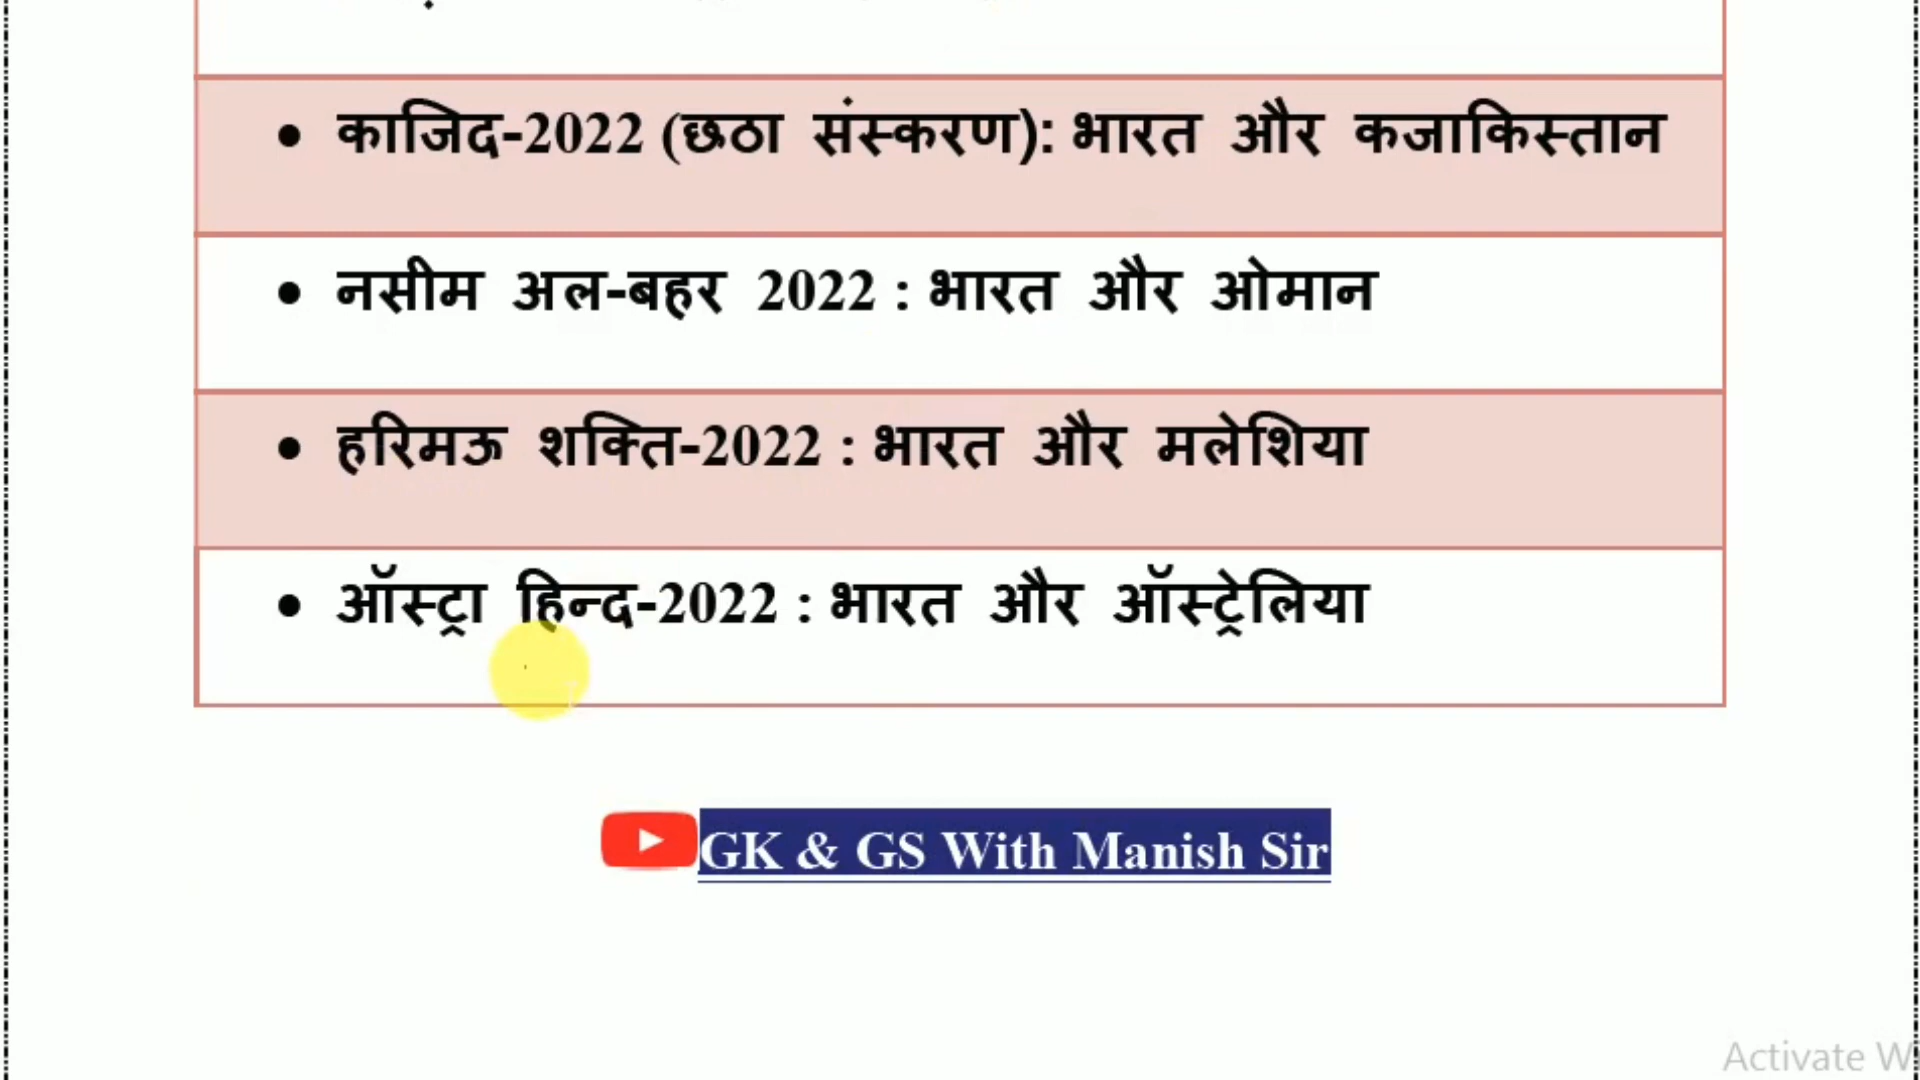 • काजिंद-2022 (छठा संस्करण): भारत और कजाकिस्तान
• नसीम अल-बहर 2022 : भारत और ओमान
• हरिमऊ शक्ति-2022 : भारत और मलेशिया
• ऑस्ट्रा हिन्द-2022 : भारत और ऑस्ट्रेलिया
GK & GS With Manish Sir
Activate